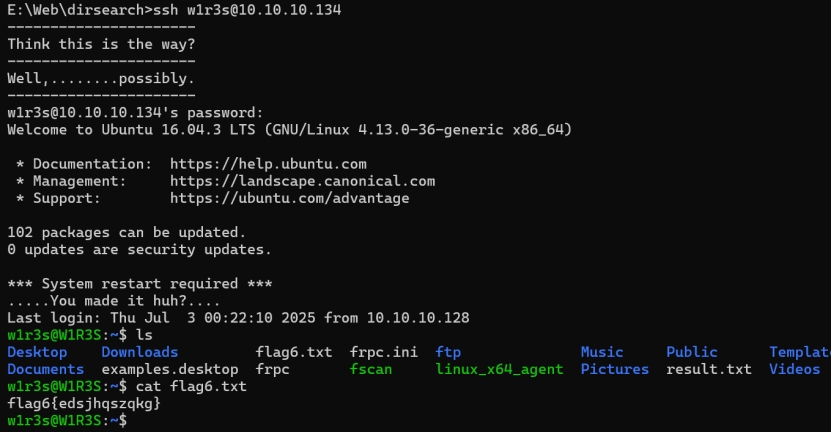 E:\Web\dirsearch>ssh w1r3s@10.10.10.134
----------------------
Think this is the way?
----------------------
Well,........possibly.
----------------------
w1r3s@10.10.10.134's password:
Welcome to Ubuntu 16.04.3 LTS (GNU/Linux 4.13.0-36-generic x86_64)
* Documentation:  https://help.ubuntu.com
* Management:     https://landscape.canonical.com
* Support:        https://ubuntu.com/advantage
102 packages can be updated.
0 updates are security updates.
*** System restart required ***
.....You made it huh?....
Last login: Thu Jul  3 00:22:10 2025 from 10.10.10.128
w1r3s@W1R3S:~$ ls
Desktop    Downloads         flag6.txt  frpc.ini  ftp              Music     Public      Template
Documents  examples.desktop  frpc       fscan     linux_x64_agent  Pictures  result.txt  Videos
w1r3s@W1R3S:~$ cat flag6.txt
flag6{edsjhqszqkg}
w1r3s@W1R3S:~$